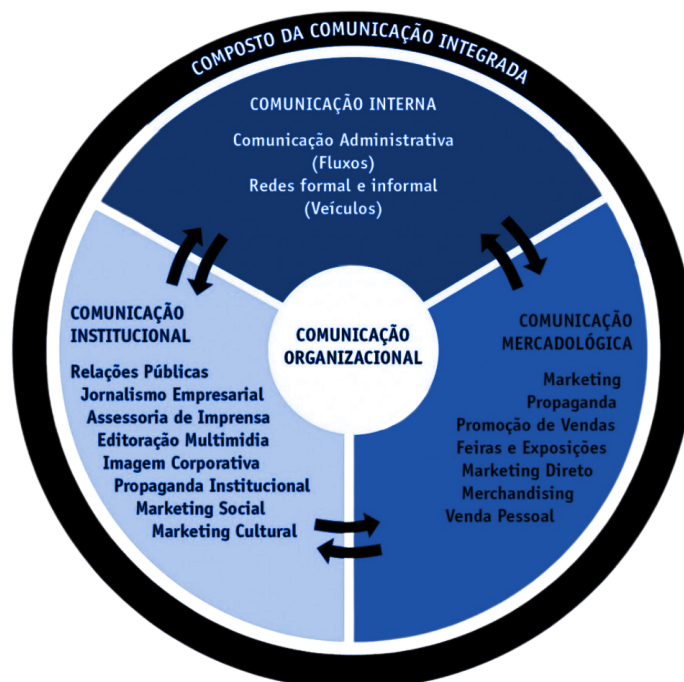 COMPOSTO DA COMUNICAÇÃO INTEGRADA
COMUNICAÇÃO INTERNA
Comunicação Administrativa
(Fluxos)
Redes formal e informal
(Veículos)
COMUNICAÇÃO
INSTITUCIONAL
Relações Públicas
Jornalismo Empresarial
Assessoria de Imprensa
Editoração Multimidia
Imagem Corporativa
Propaganda Institucional
Marketing Social
Marketing Cultural
COMUNICAÇÃO
ORGANIZACIONAL
COMUNICAÇÃO
MERCADOLÓGICA
Marketing
Propaganda
Promoção de Vendas
Feiras e Exposições
Marketing Direto
Merchandising
Venda Pessoal